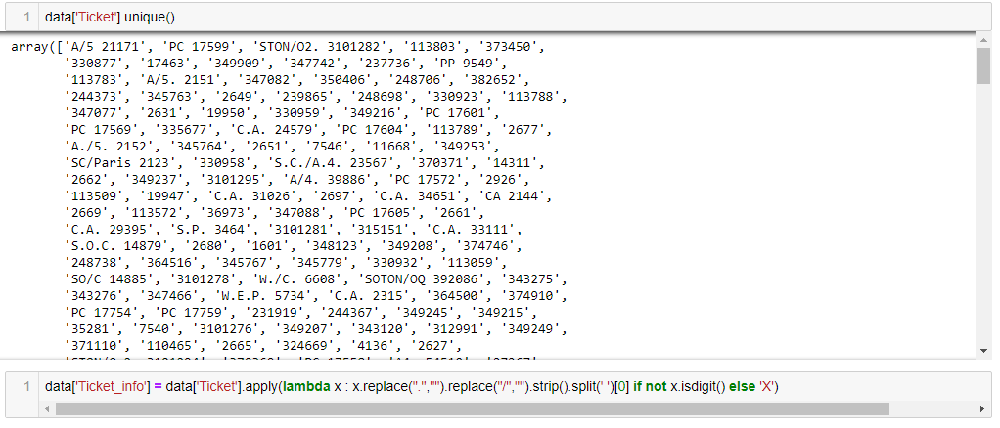 1 data['Ticket'].unique()
array(['A/5 21171', 'PC 17599', 'STON/O2. 3101282', '113803', '373450',
'330877', '17463', '349909', '347742', '237736', 'PP 9549',
'113783', 'A/5. 2151', '347082', '350406', '248706', '382652',
'244373', '345763', '2649', '239865', '248698', '330923', '113788',
'347077', '2631', '19950', '330959', '349216', 'PC 17601',
'PC 17569', '335677', 'C.A. 24579', 'PC 17604', '113789', '2677',
'A./5. 2152', '345764', '2651', '7546', '11668', '349253',
'SC/Paris 2123', '330958', 'S.C./A.4. 23567', '370371', '14311',
'2662', '349237', '3101295', 'A/4. 39886', 'PC 17572', '2926',
'113509', '19947', 'C.A. 31026', '2697', 'C.A. 34651', 'CA 2144',
'2669', '113572', '36973', '347088', 'PC 17605', '2661',
'C.A. 29395', 'S.P. 3464', '3101281', '315151', 'C.A. 33111',
'S.O.C. 14879', '2680', '1601', '348123', '349208', '374746',
'248738', '364516', '345767', '345779', '330932', '113059',
'SO/C 14885', '3101278', 'W./C. 6608', 'SOTON/OQ 392086', '343275',
'343276', '347466', 'W.E.P. 5734', 'C.A. 2315', '364500', '374910',
'PC 17754', 'PC 17759', '231919', '244367', '349245', '349215',
'35281', '7540', '3101276', '349207', '343120', '312991', '349249',
'371110', '110465', '2665', '324669', '4136', '2627',
1 data['Ticket_info'] = data['Ticket'].apply(lambda x : x.replace(".","").replace("/","").strip().split(' ')[0] if not x.isdigit() else 'X')